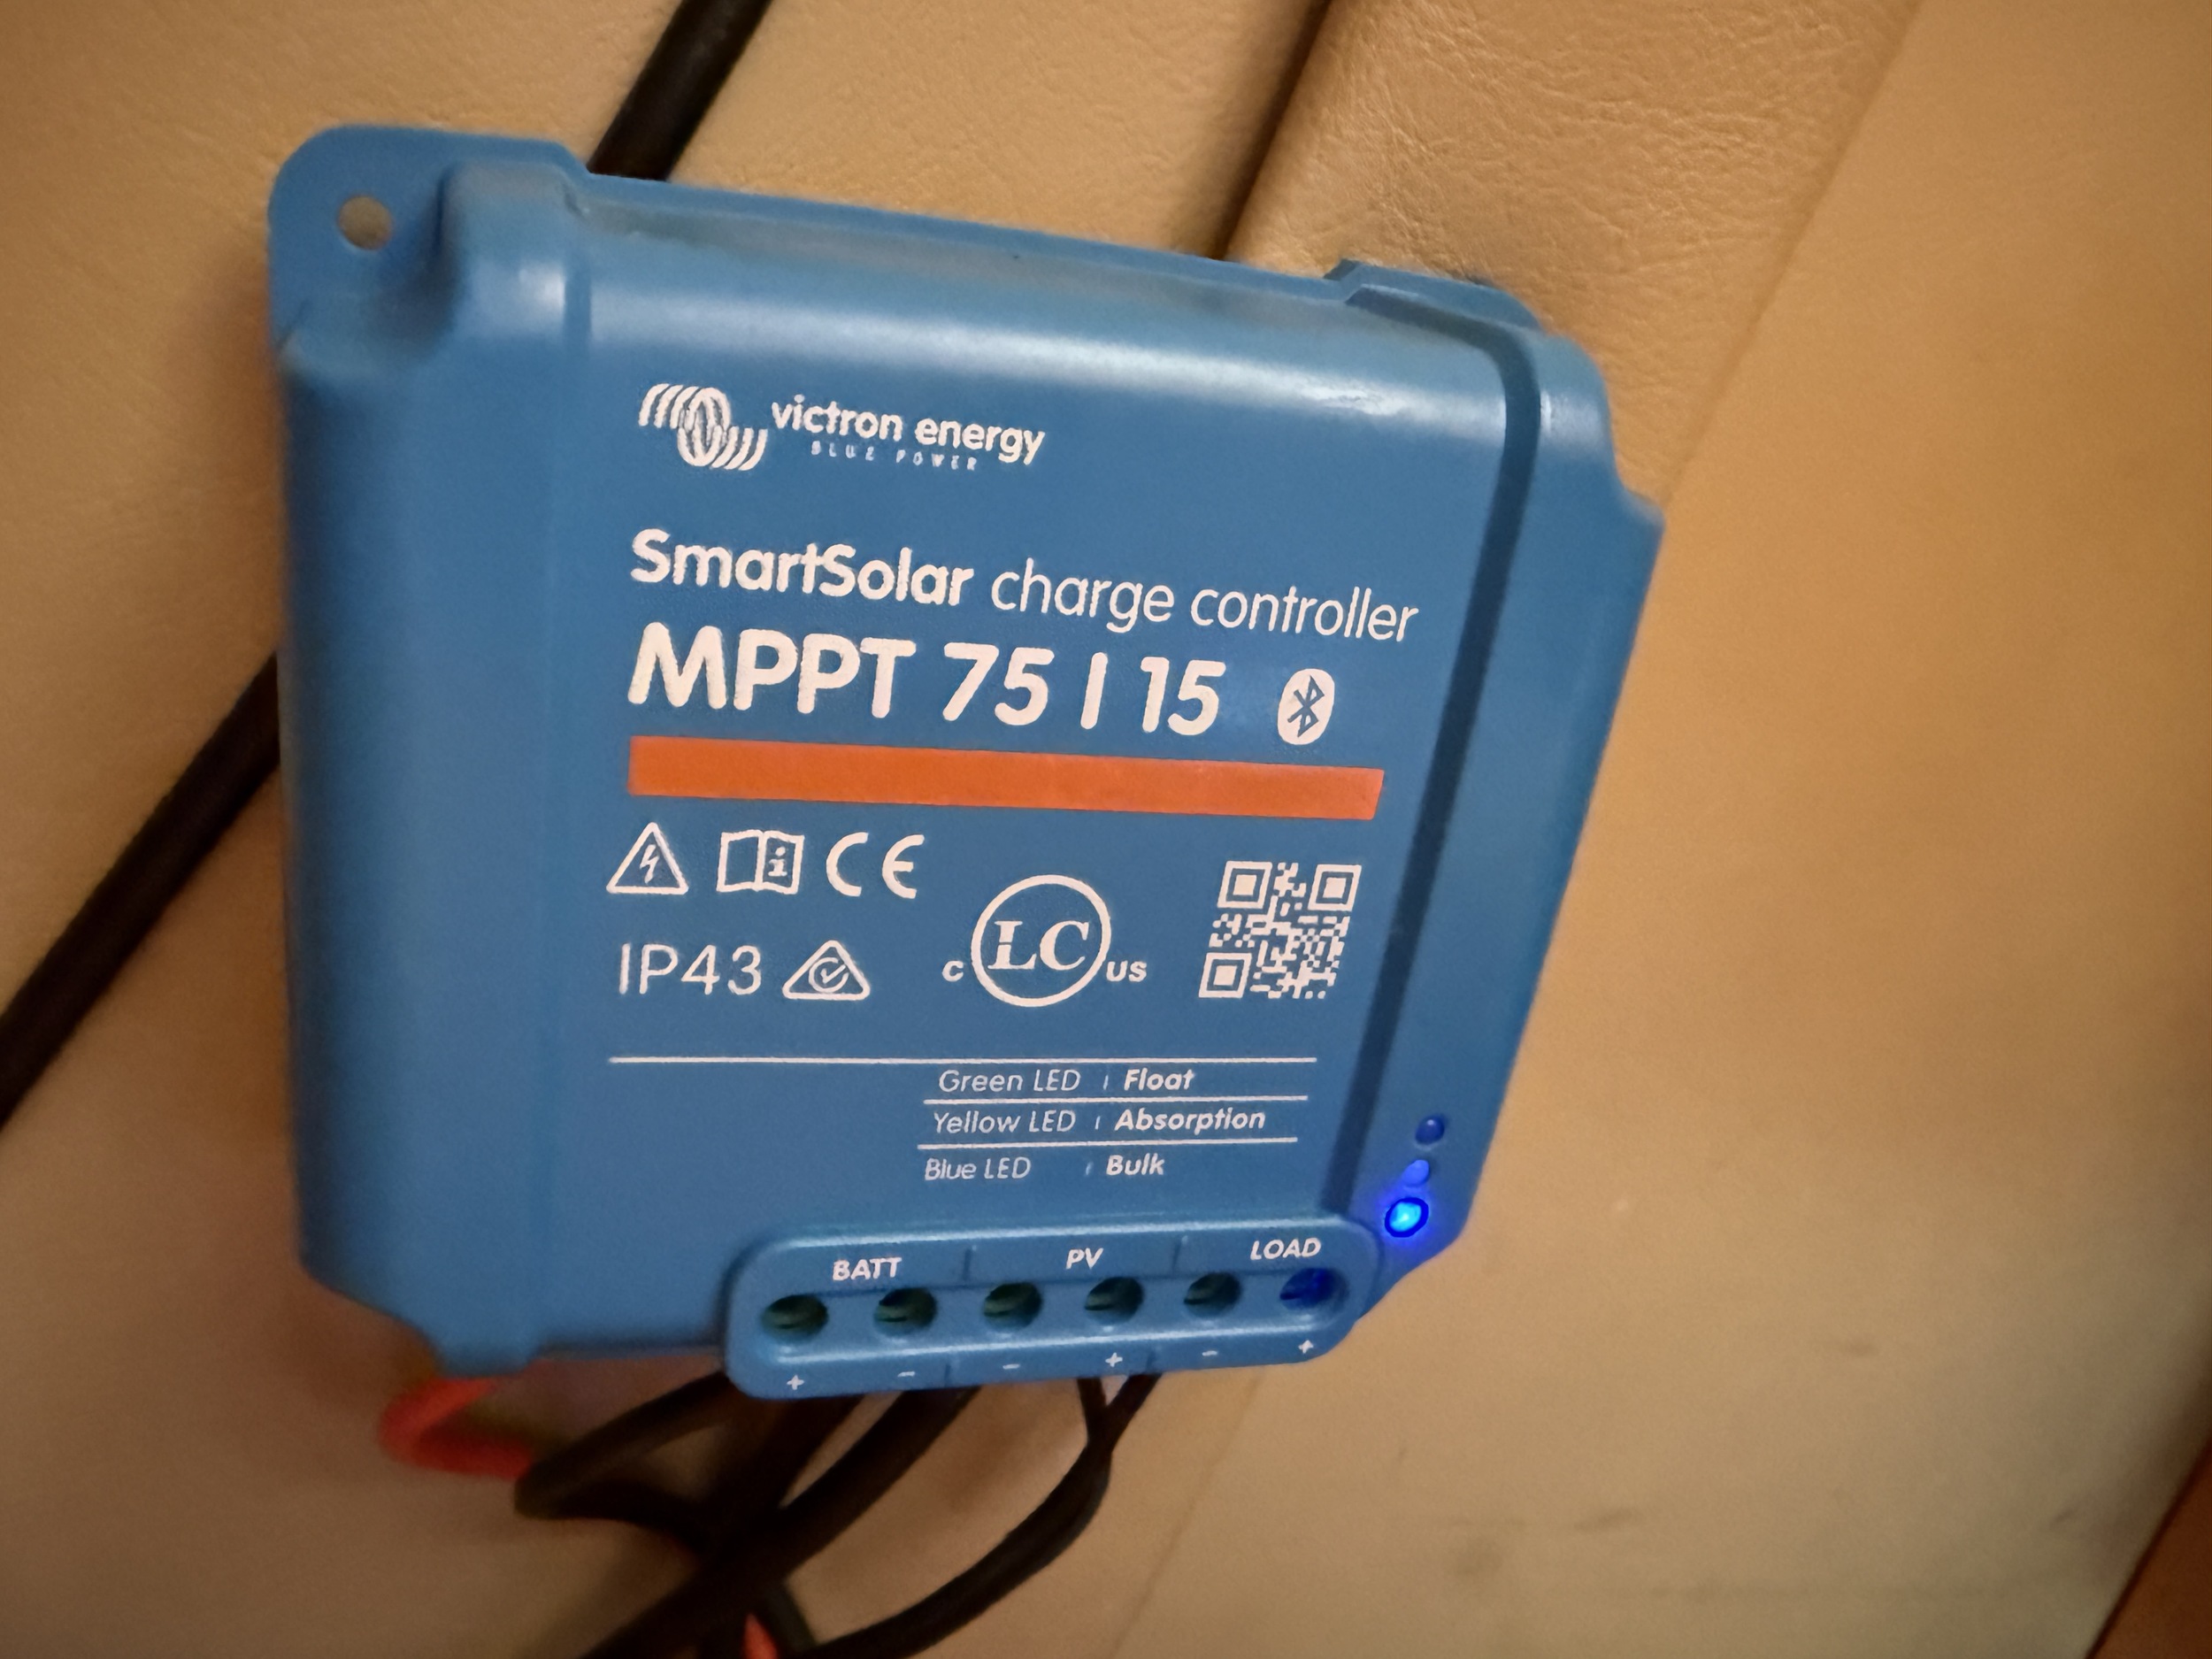 victron energy
BLUE POWER
SmartSolar charge controller
MPPT 75 | 15
CE
IP43
c LC US
Green LED | Float
Yellow LED | Absorption
Blue LED | Bulk
BATT | PV | LOAD
+ - - + - +